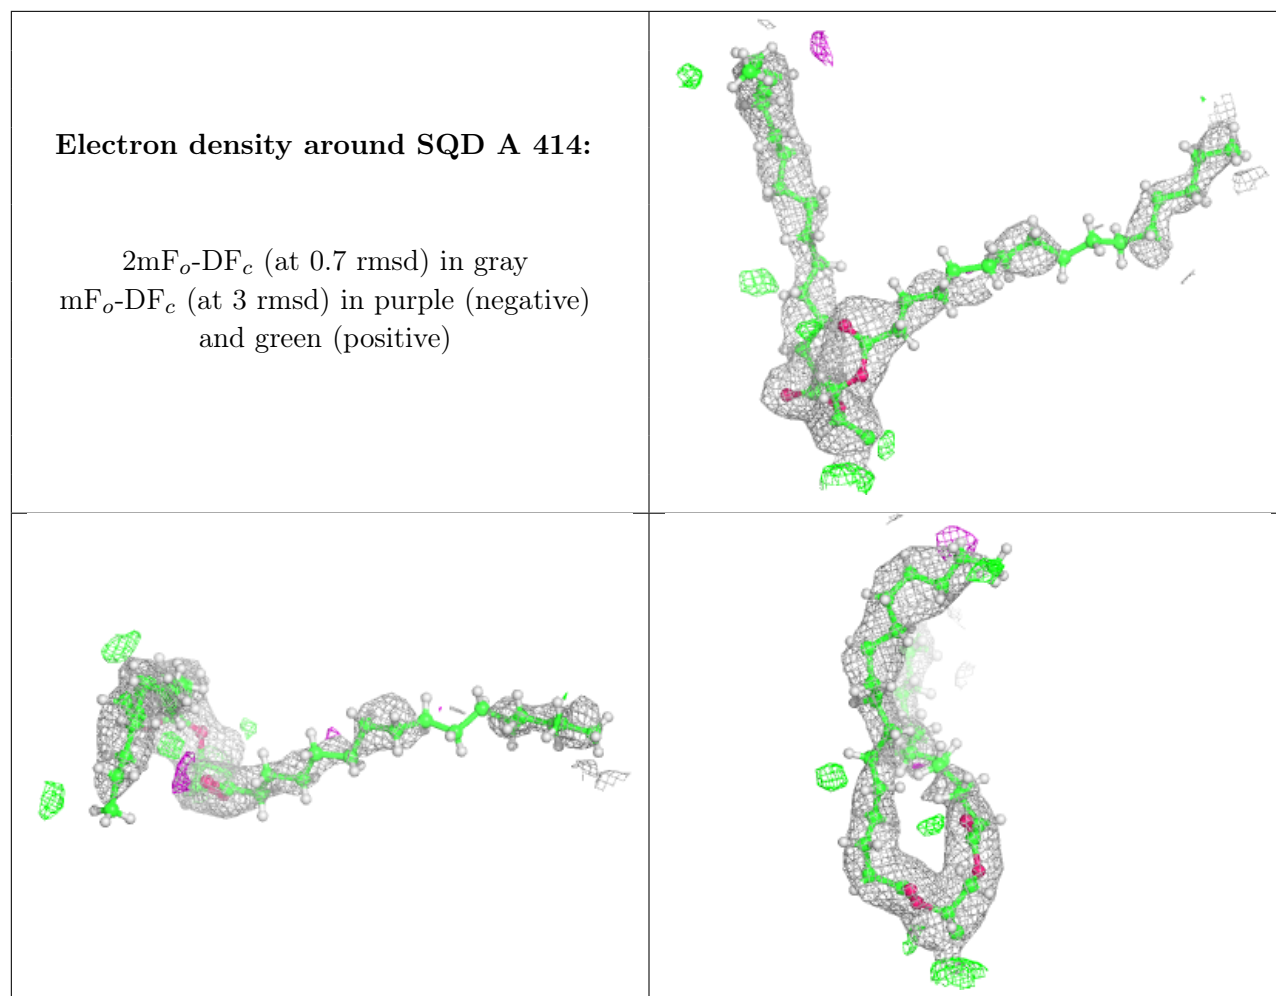 Electron density around SQD A 414:
2mFo-DFc (at 0.7 rmsd) in gray
mFo-DFc (at 3 rmsd) in purple (negative)
and green (positive)